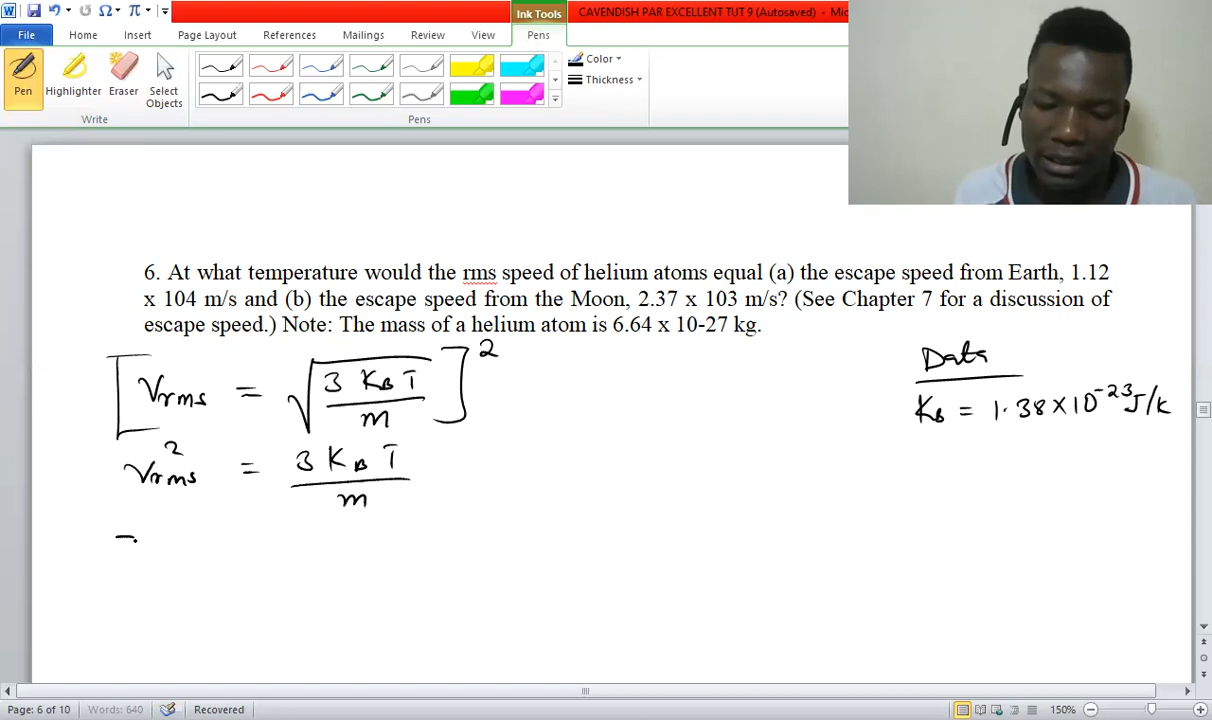 Ink Tools
CAVENDISH PAR EXCELLENT TUT 9 (Autosaved) - Mi
File Home Insert Page Layout References Mailings Review View Pens
Pen Highlighter Eraser Select Objects
Color
Thickness
Write Pens
6. At what temperature would the rms speed of helium atoms equal (a) the escape speed from Earth, 1.12
x 104 m/s and (b) the escape speed from the Moon, 2.37 x 103 m/s? (See Chapter 7 for a discussion of
escape speed.) Note: The mass of a helium atom is 6.64 x 10-27 kg.
[Vrms = √(3 KB T / m)]²
Data
KB = 1.38 × 10⁻²³ J/K
Vrms² = 3 KB T / m
Page: 6 of 10 Words: 640 Recovered 150%